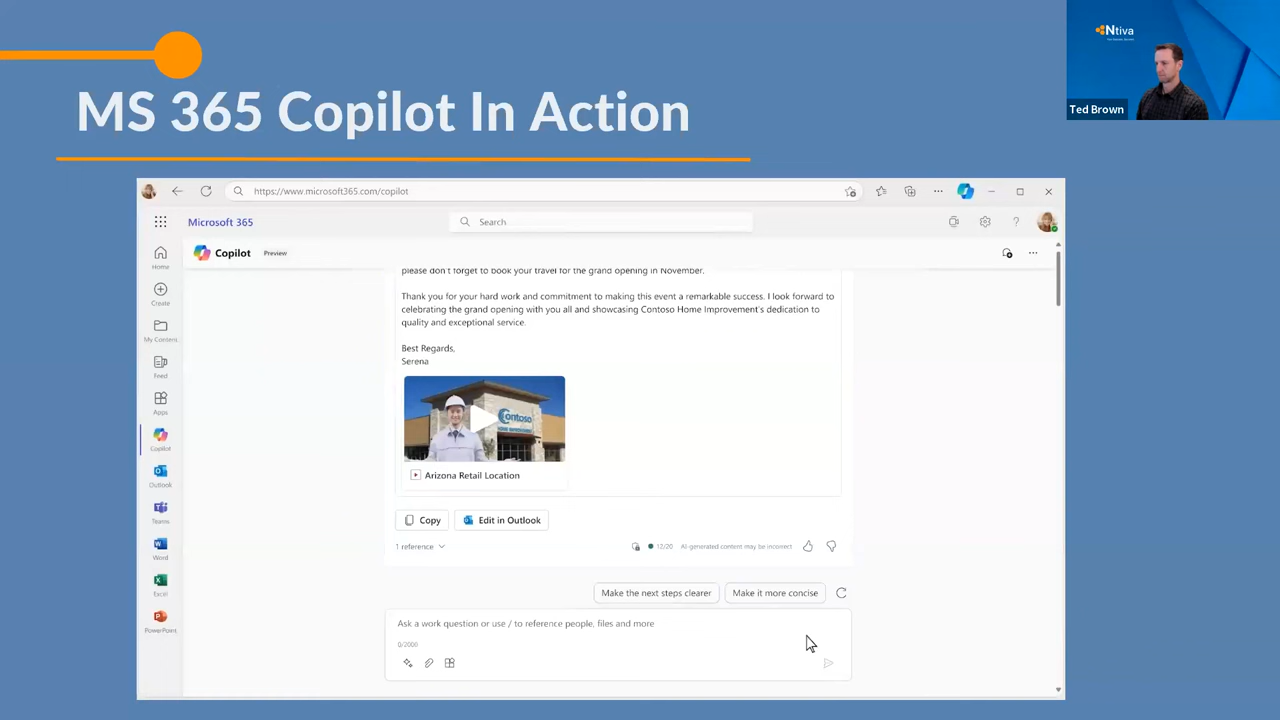 Ntiva
Ted Brown
MS 365 Copilot In Action
https://www.microsoft365.com/copilot
Microsoft 365
Search
Copilot
Preview
Home
Create
My Content
Feed
Apps
Copilot
Outlook
Teams
Word
Excel
PowerPoint
please don't forget to book your travel for the grand opening in November.
Thank you for your hard work and commitment to making this event a remarkable success. I look forward to
celebrating the grand opening with you all and showcasing Contoso Home Improvement's dedication to
quality and exceptional service.
Best Regards,
Serena
Contoso
HOME IMPROVEMENT
Arizona Retail Location
Copy
Edit in Outlook
1 reference
12/20
AI-generated content may be incorrect
Make the next steps clearer
Make it more concise
Ask a work question or use / to reference people, files and more
0/2000